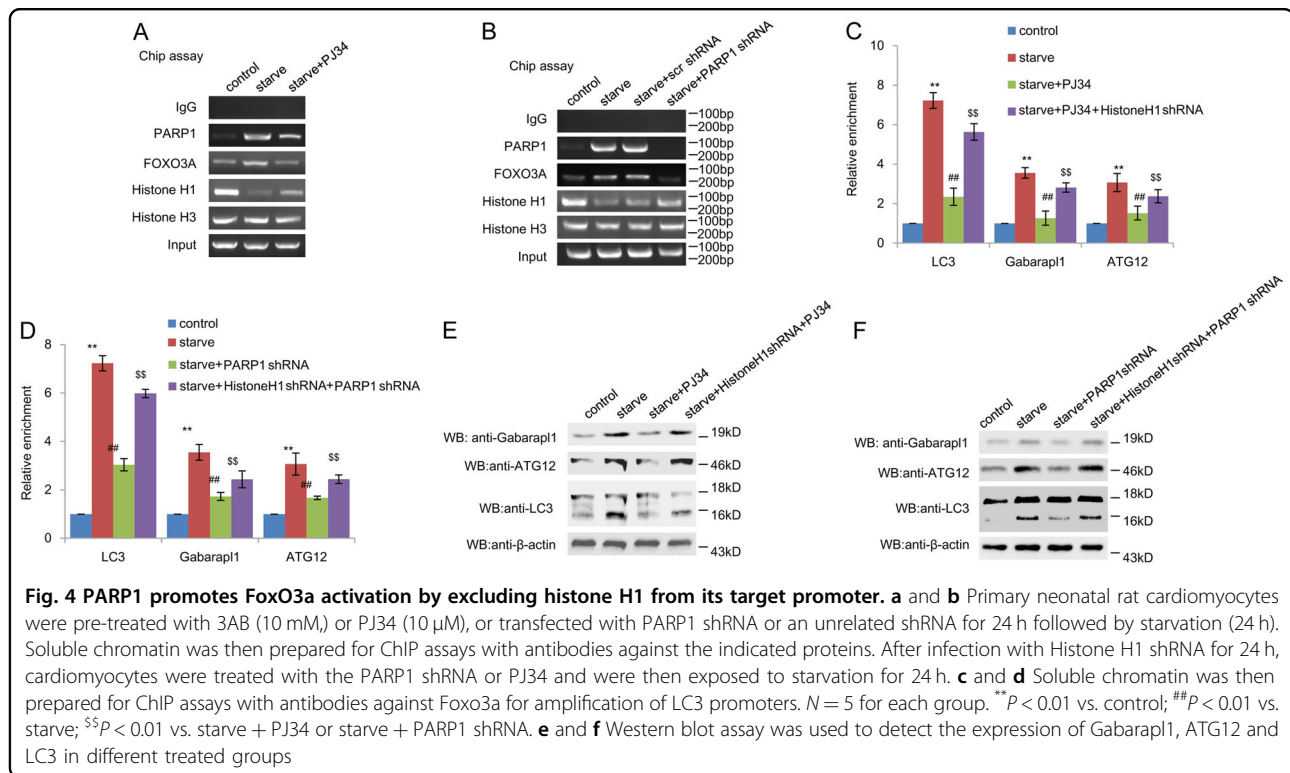 A
Chip assay
control
starve
starve+PJ34
IgG
PARP1
FOXO3A
Histone H1
Histone H3
Input
B
Chip assay
control
starve
starve+scr shRNA
starve+PARP1 shRNA
IgG
PARP1
FOXO3A
Histone H1
Histone H3
Input
100bp
200bp
100bp
200bp
100bp
200bp
100bp
200bp
100bp
200bp
100bp
200bp
C
control
starve
starve+PJ34
starve+PJ34+HistoneH1shRNA
Relative enrichment
10
8
6
4
2
0
** ## $$
** ## $$
** ## $$
LC3 Gabarapl1 ATG12
D
control
starve
starve+PARP1 shRNA
starve+HistoneH1shRNA+PARP1 shRNA
Relative enrichment
8
6
4
2
0
** ## $$
** ## $$
** ## $$
LC3 Gabarapl1 ATG12
E
control
starve
starve+PJ34
starve+HistoneH1shRNA+PJ34
WB: anti-Gabarapl1 19kD
WB:anti-ATG12 46kD
18kD
WB:anti-LC3
16kD
WB:anti-β-actin
43kD
F
control
starve
starve+PARP1shRNA
starve+HistoneH1shRNA+PARP1 shRNA
WB: anti-Gabarapl1 19kD
WB:anti-ATG12 46kD
18kD
WB:anti-LC3
16kD
WB:anti-β-actin
43kD
Fig. 4 PARP1 promotes FoxO3a activation by excluding histone H1 from its target promoter. a and b Primary neonatal rat cardiomyocytes
were pre-treated with 3AB (10 mM,) or PJ34 (10 μM), or transfected with PARP1 shRNA or an unrelated shRNA for 24 h followed by starvation (24 h).
Soluble chromatin was then prepared for ChIP assays with antibodies against the indicated proteins. After infection with Histone H1 shRNA for 24 h,
cardiomyocytes were treated with the PARP1 shRNA or PJ34 and were then exposed to starvation for 24 h. c and d Soluble chromatin was then
prepared for ChIP assays with antibodies against Foxo3a for amplification of LC3 promoters. N = 5 for each group. **P < 0.01 vs. control; ##P < 0.01 vs.
starve; $$P < 0.01 vs. starve + PJ34 or starve + PARP1 shRNA. e and f Western blot assay was used to detect the expression of Gabarapl1, ATG12 and
LC3 in different treated groups